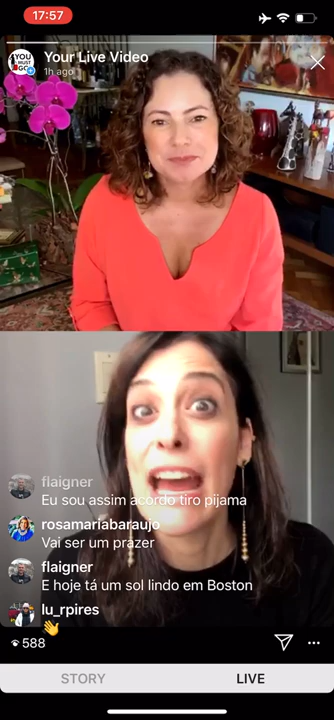 17:57
YOU
MUST
GO
Your Live Video
1h ago
flaigner
Eu sou assim acordo tiro pijama
rosamariabaraujo
Vai ser um prazer
flaigner
E hoje tá um sol lindo em Boston
lu_rpires
👋
588
STORY
LIVE